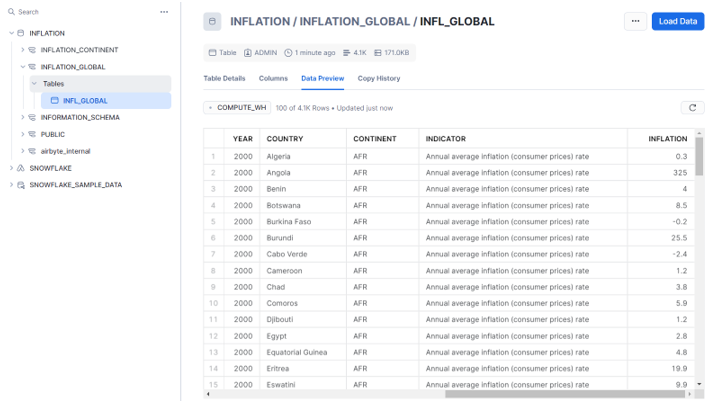 Search
...
INFLATION
INFLATION_CONTINENT
INFLATION_GLOBAL
Tables
INFL_GLOBAL
INFORMATION_SCHEMA
PUBLIC
airbyte_internal
SNOWFLAKE
SNOWFLAKE_SAMPLE_DATA
INFLATION / INFLATION_GLOBAL / INFL_GLOBAL
...
Load Data
Table ADMIN 1 minute ago 4.1K 171.0KB
Table Details Columns Data Preview Copy History
COMPUTE_WH 100 of 4.1K Rows • Updated just now
YEAR COUNTRY CONTINENT INDICATOR INFLATION
1 2000 Algeria AFR Annual average inflation (consumer prices) rate 0.3
2 2000 Angola AFR Annual average inflation (consumer prices) rate 325
3 2000 Benin AFR Annual average inflation (consumer prices) rate 4
4 2000 Botswana AFR Annual average inflation (consumer prices) rate 8.5
5 2000 Burkina Faso AFR Annual average inflation (consumer prices) rate -0.2
6 2000 Burundi AFR Annual average inflation (consumer prices) rate 25.5
7 2000 Cabo Verde AFR Annual average inflation (consumer prices) rate -2.4
8 2000 Cameroon AFR Annual average inflation (consumer prices) rate 1.2
9 2000 Chad AFR Annual average inflation (consumer prices) rate 3.8
10 2000 Comoros AFR Annual average inflation (consumer prices) rate 5.9
11 2000 Djibouti AFR Annual average inflation (consumer prices) rate 1.2
12 2000 Egypt AFR Annual average inflation (consumer prices) rate 2.8
13 2000 Equatorial Guinea AFR Annual average inflation (consumer prices) rate 4.8
14 2000 Eritrea AFR Annual average inflation (consumer prices) rate 19.9
15 2000 Eswatini AFR Annual average inflation (consumer prices) rate 9.9